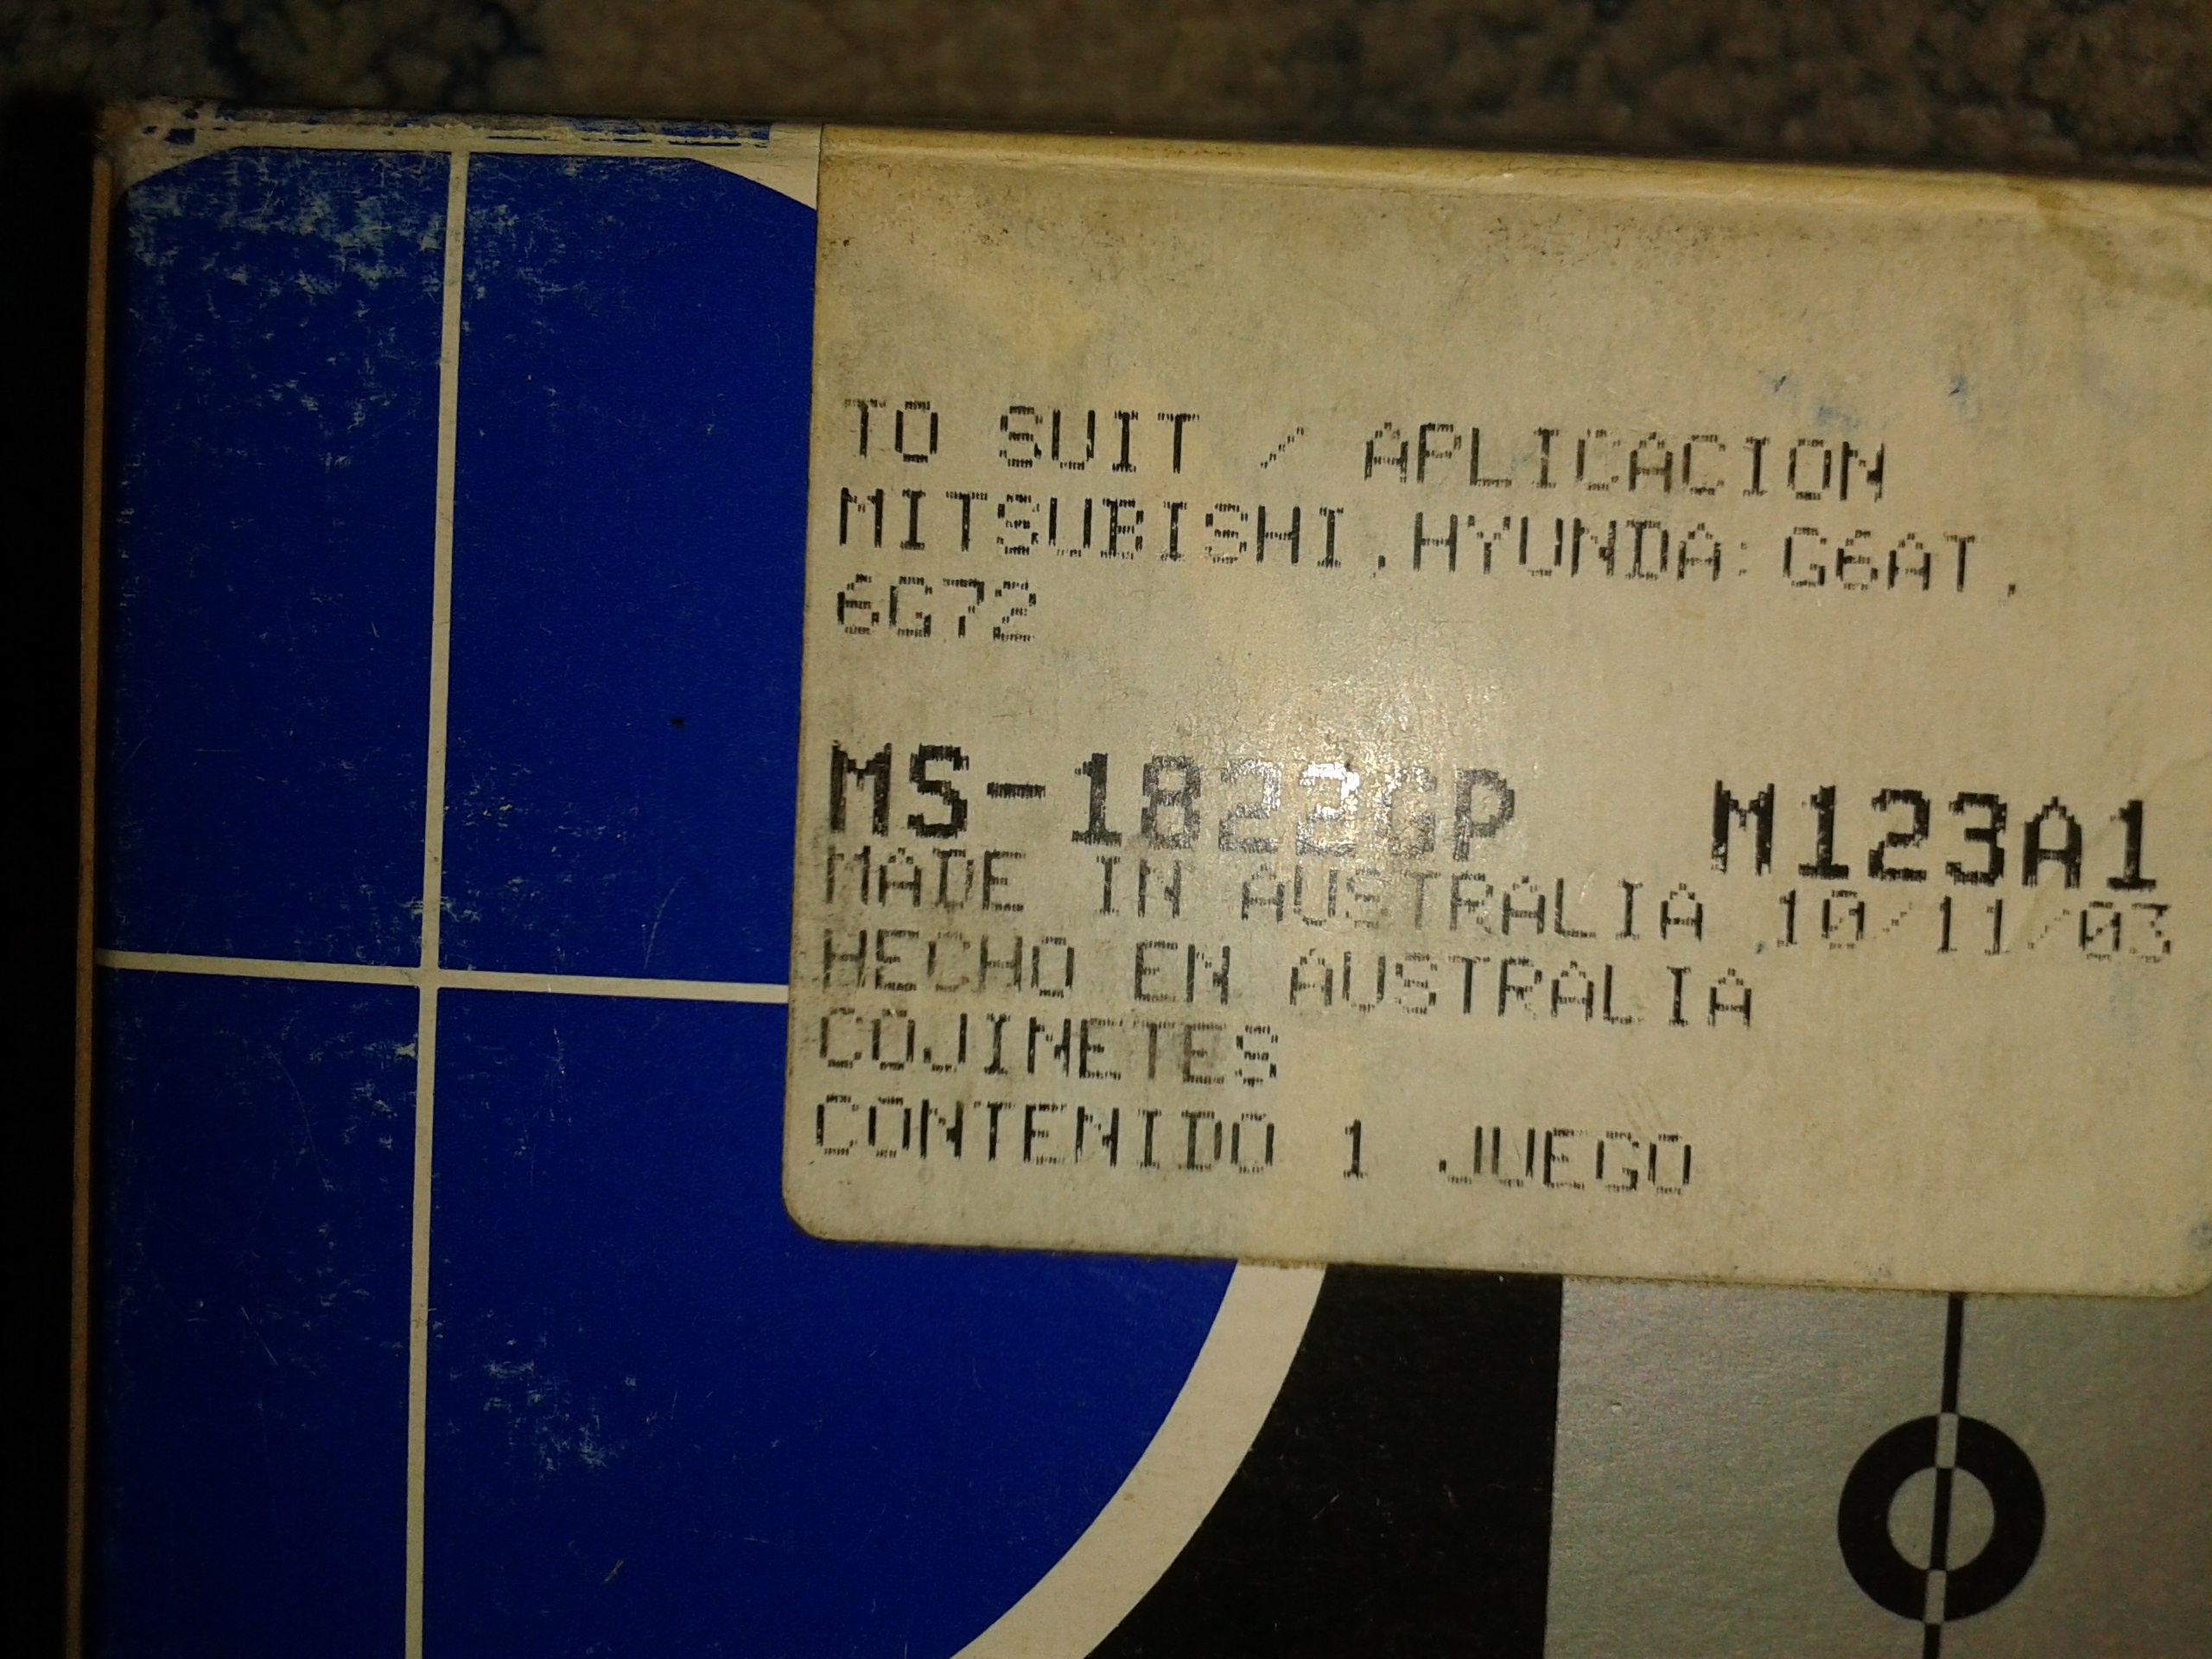 TO SUIT / APLICACION
MITSUBISHI,HYUNDA: G6AT,
6G72
MS-1822GP M123A1
MADE IN AUSTRALIA 10/11/03
HECHO EN AUSTRALIA
COJINETES
CONTENIDO 1 JUEGO